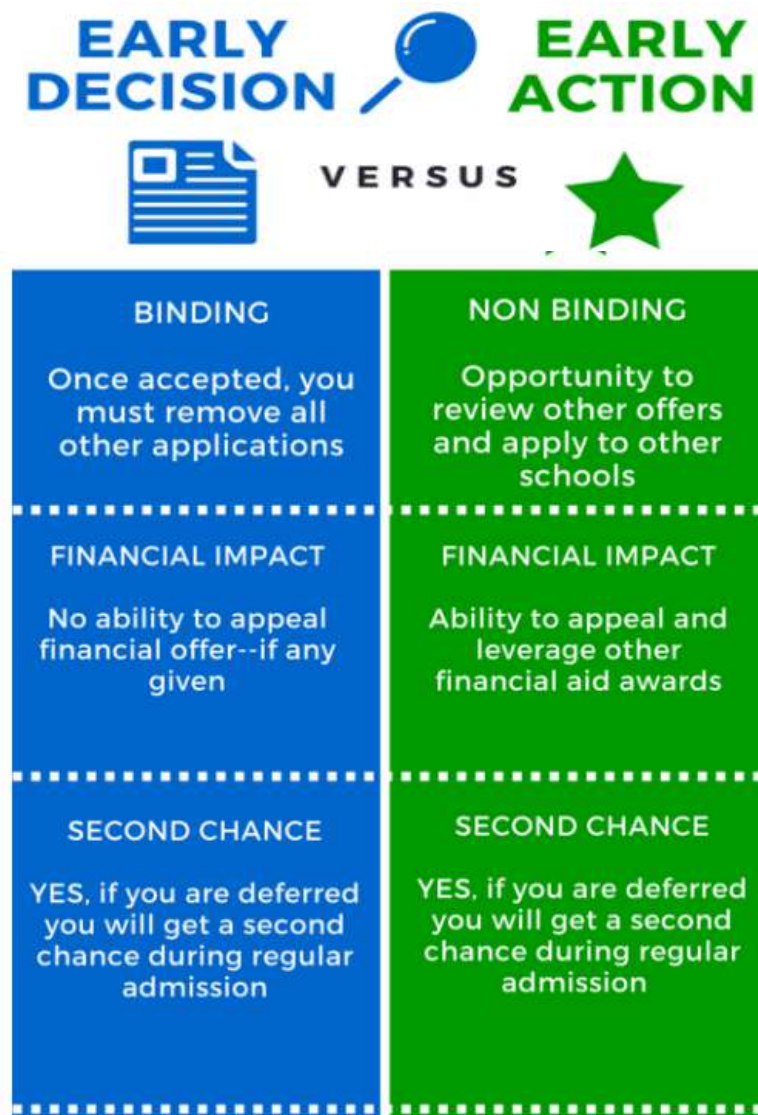 EARLY
DECISION
EARLY
ACTION
VERSUS
BINDING
Once accepted, you
must remove all
other applications
NON BINDING
Opportunity to
review other offers
and apply to other
schools
FINANCIAL IMPACT
No ability to appeal
financial offer--if any
given
FINANCIAL IMPACT
Ability to appeal and
leverage other
financial aid awards
SECOND CHANCE
YES, if you are deferred
you will get a second
chance during regular
admission
SECOND CHANCE
YES, if you are deferred
you will get a second
chance during regular
admission